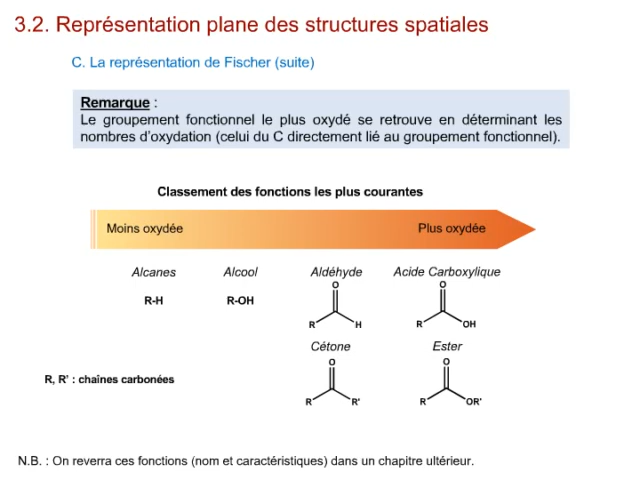 3.2. Représentation plane des structures spatiales
C. La représentation de Fischer (suite)
Remarque :
Le groupement fonctionnel le plus oxydé se retrouve en déterminant les
nombres d'oxydation (celui du C directement lié au groupement fonctionnel).
Classement des fonctions les plus courantes
Moins oxydée Plus oxydée
Alcanes Alcool Aldéhyde Acide Carboxylique
O O
R-H R-OH
R H R OH
Cétone Ester
O O
R, R' : chaînes carbonées
R R' R OR'
N.B. : On reverra ces fonctions (nom et caractéristiques) dans un chapitre ultérieur.